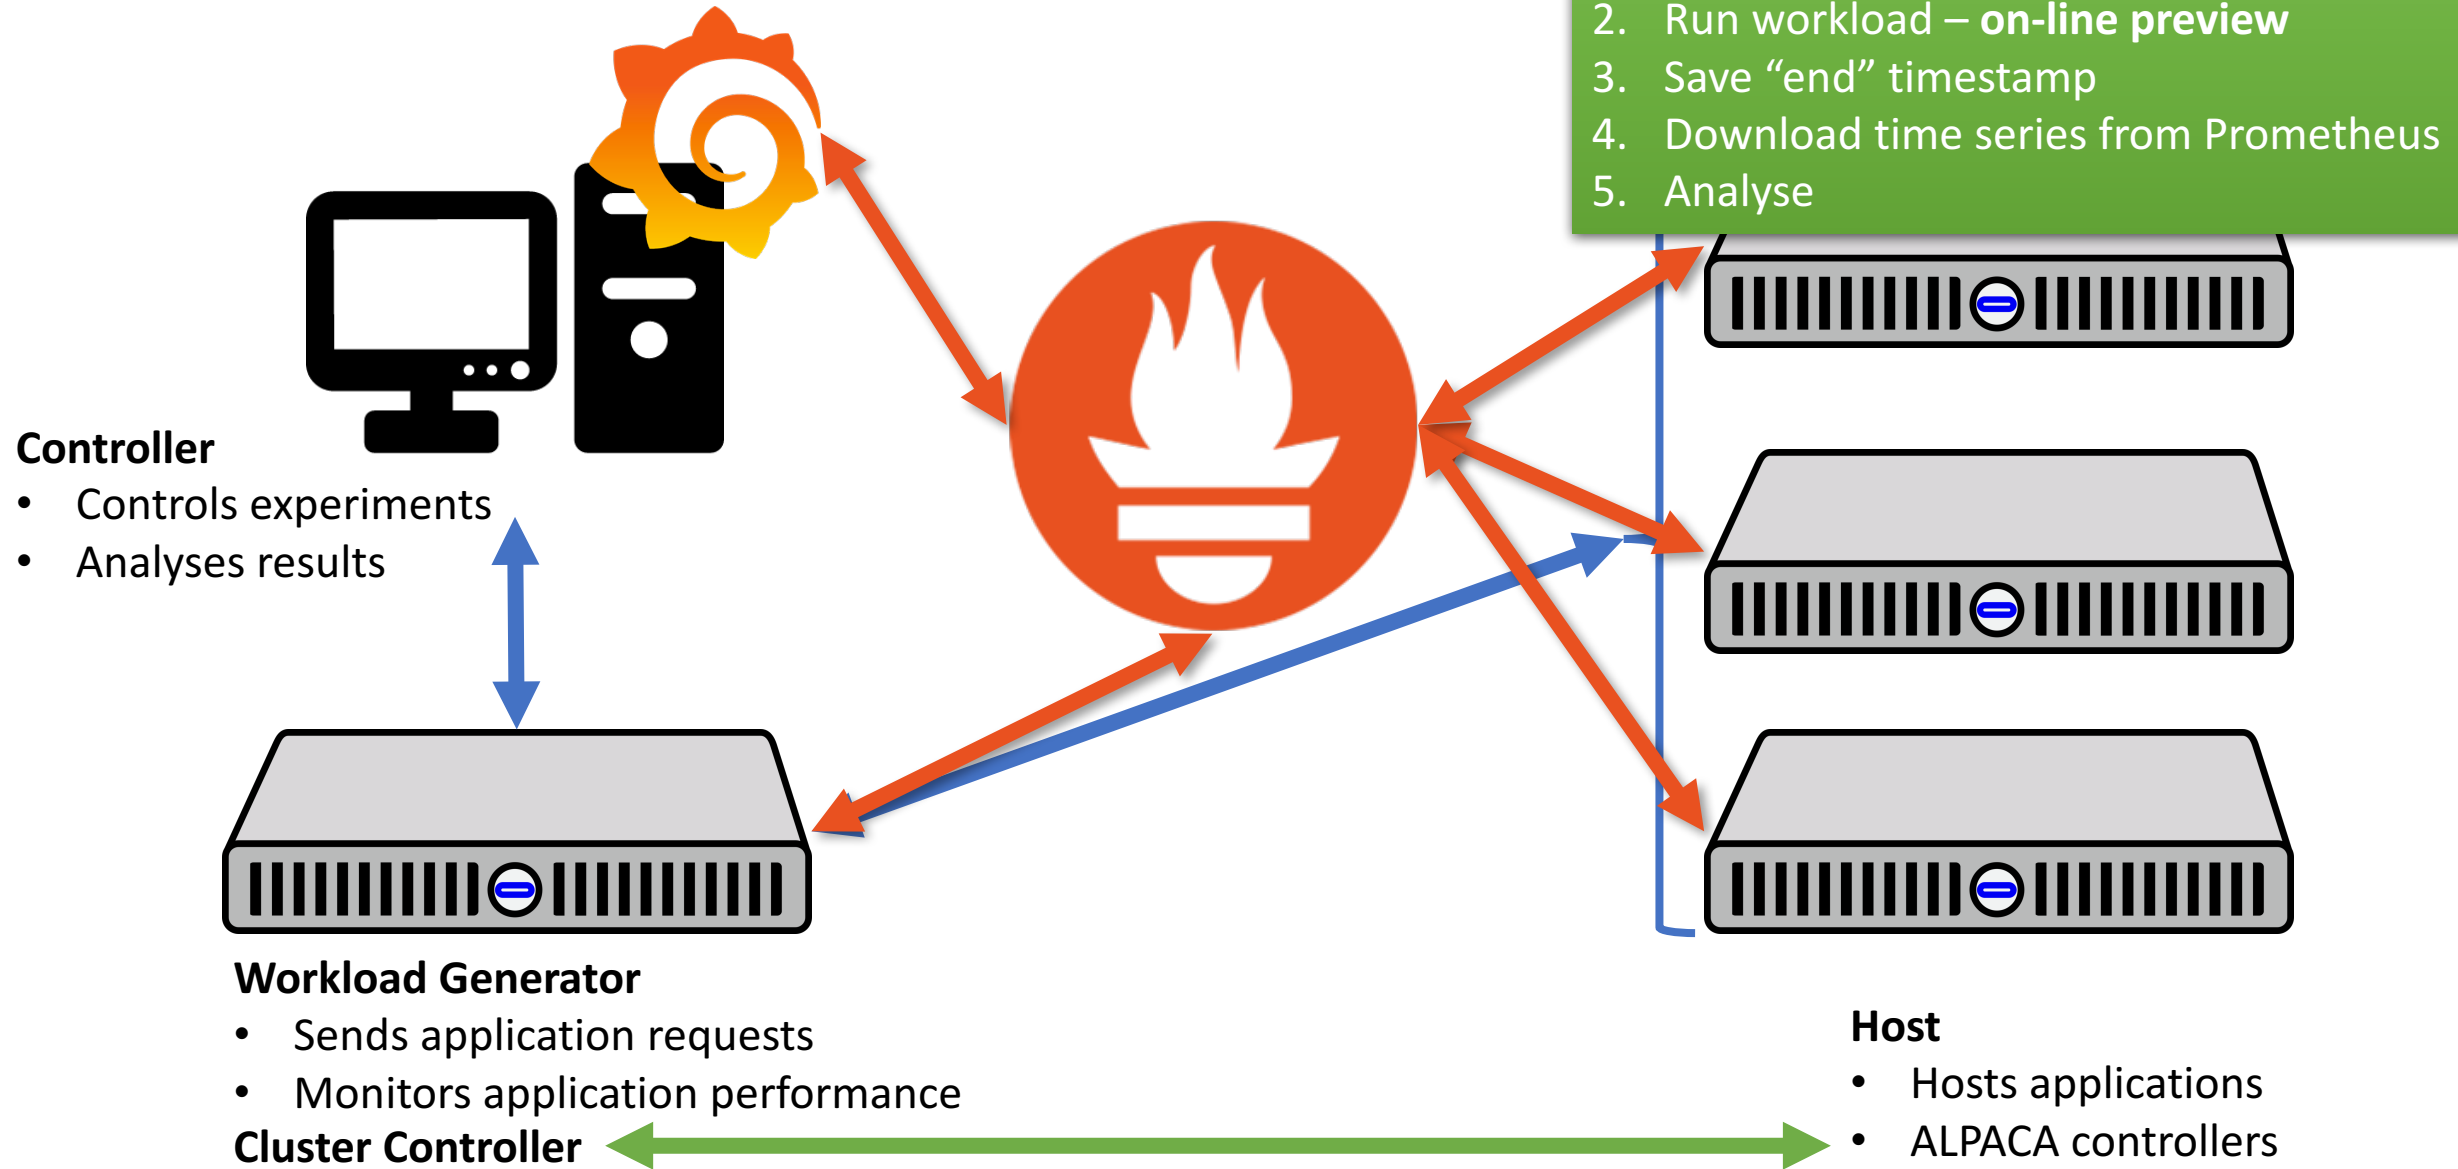 2. Run workload – on-line preview
3. Save “end” timestamp
4. Download time series from Prometheus
5. Analyse
Controller
• Controls experiments
• Analyses results
Workload Generator
• Sends application requests
• Monitors application performance
Cluster Controller
Host
• Hosts applications
• ALPACA controllers